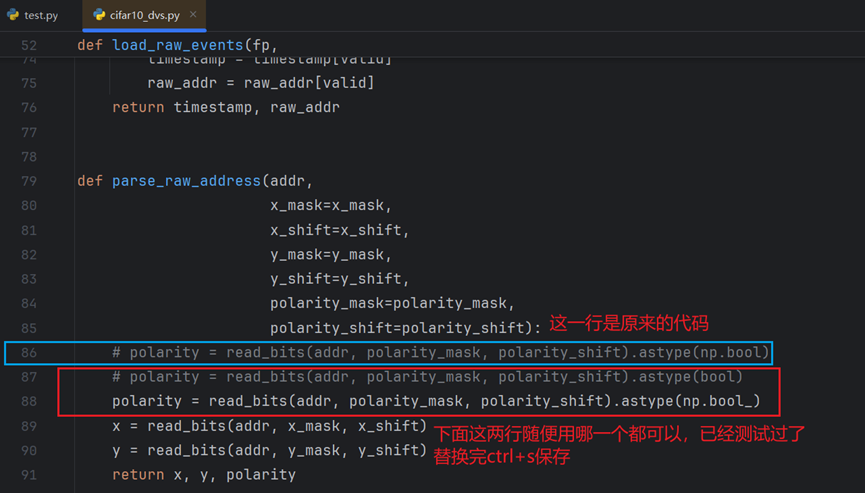 test.py
cifar10_dvs.py
52 def load_raw_events(fp,
74 timestamp = timestamp[valid]
75 raw_addr = raw_addr[valid]
76 return timestamp, raw_addr
77
78
79 def parse_raw_address(addr,
80 x_mask=x_mask,
81 x_shift=x_shift,
82 y_mask=y_mask,
83 y_shift=y_shift,
84 polarity_mask=polarity_mask,
85 polarity_shift=polarity_shift): 这一行是原来的代码
86 # polarity = read_bits(addr, polarity_mask, polarity_shift).astype(np.bool)
87 # polarity = read_bits(addr, polarity_mask, polarity_shift).astype(bool)
88 polarity = read_bits(addr, polarity_mask, polarity_shift).astype(np.bool_)
89 x = read_bits(addr, x_mask, x_shift) 下面这两行随便用哪一个都可以，已经测试过了
90 y = read_bits(addr, y_mask, y_shift) 替换完ctrl+s保存
91 return x, y, polarity